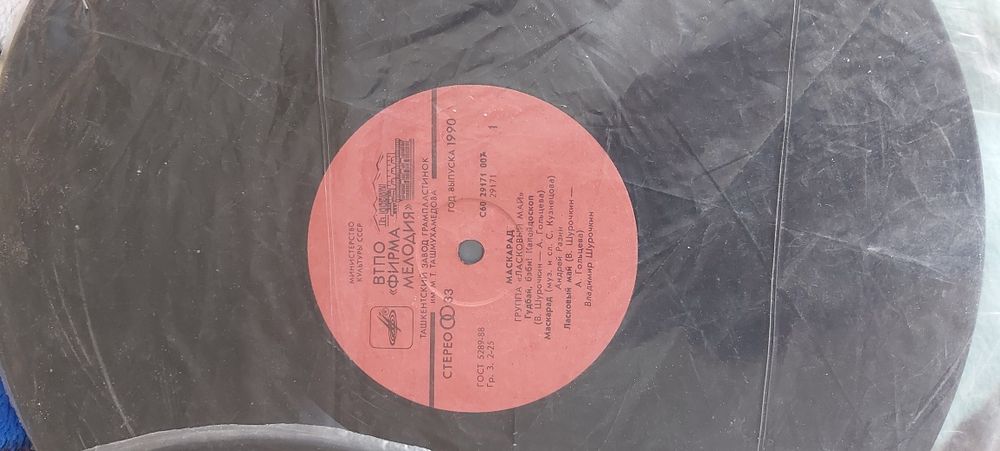 МИНИСТЕРСТВО
КУЛЬТУРЫ СССР
ВТПО
«ФИРМА
МЕЛОДИЯ»
ТАШКЕНТСКИЙ ЗАВОД ГРАМПЛАСТИНОК
ИМ. М. Т. ТАШМУХАМЕДОВА
СТЕРЕО 33
ГОД ВЫПУСКА 1990
ГОСТ 5289-88
Гр. 3. 2-25
С60 29171 007
29171 1
МАСКАРАД
ГРУППА «ЛАСКОВЫЙ МАЙ»
Гудбай, бэби! Галейдоскоп
(В. Шурочкин — А. Гольцева)
Маскарад (муз. и сл. С. Кузнецова)
Андрей Разин
Ласковый май (В. Шурочкин —
А. Гольцева)
Владимир Шурочкин